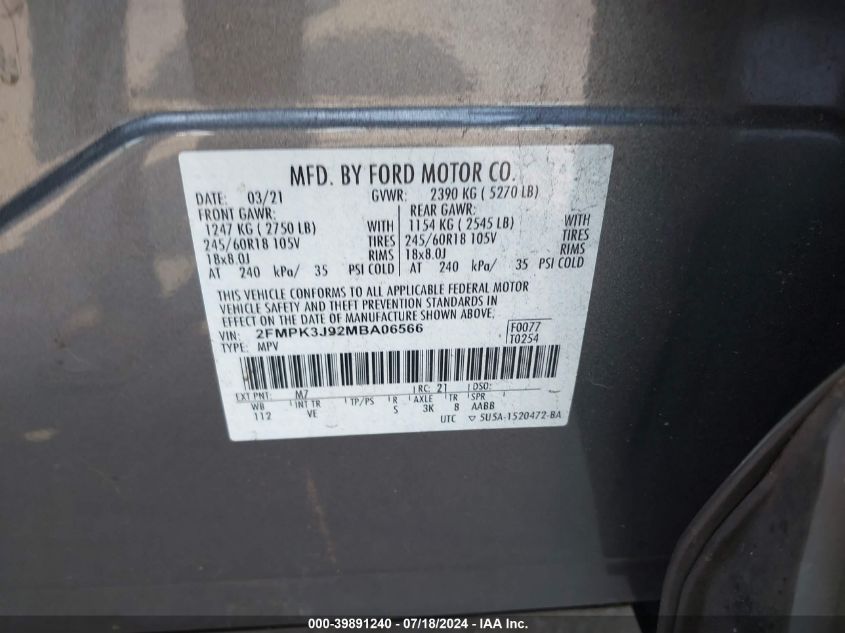 MFD. BY FORD MOTOR CO.
DATE: 03/21 GVWR: 2390 KG ( 5270 LB)
FRONT GAWR: REAR GAWR:
1247 KG ( 2750 LB) WITH 1154 KG ( 2545 LB) WITH
245/60R18 105V TIRES 245/60R18 105V TIRES
18x8.0J RIMS 18x8.0J RIMS
AT 240 kPa/ 35 PSI COLD AT 240 kPa/ 35 PSI COLD
THIS VEHICLE CONFORMS TO ALL APPLICABLE FEDERAL MOTOR
VEHICLE SAFETY AND THEFT PREVENTION STANDARDS IN
EFFECT ON THE DATE OF MANUFACTURE SHOWN ABOVE.
VIN: 2FMPK3J92MBA06566 F0077
TYPE: MPV T0254
EXT PNT: M7 RC: 21 DSO:
WB INT TR TP/PS R AXLE TR SPR
112 VE S 3K 8 AABB
UTC ▽ 5U5A-1520472-BA
000-39891240 - 07/18/2024 - Copyright © 2024 IAA, Inc.